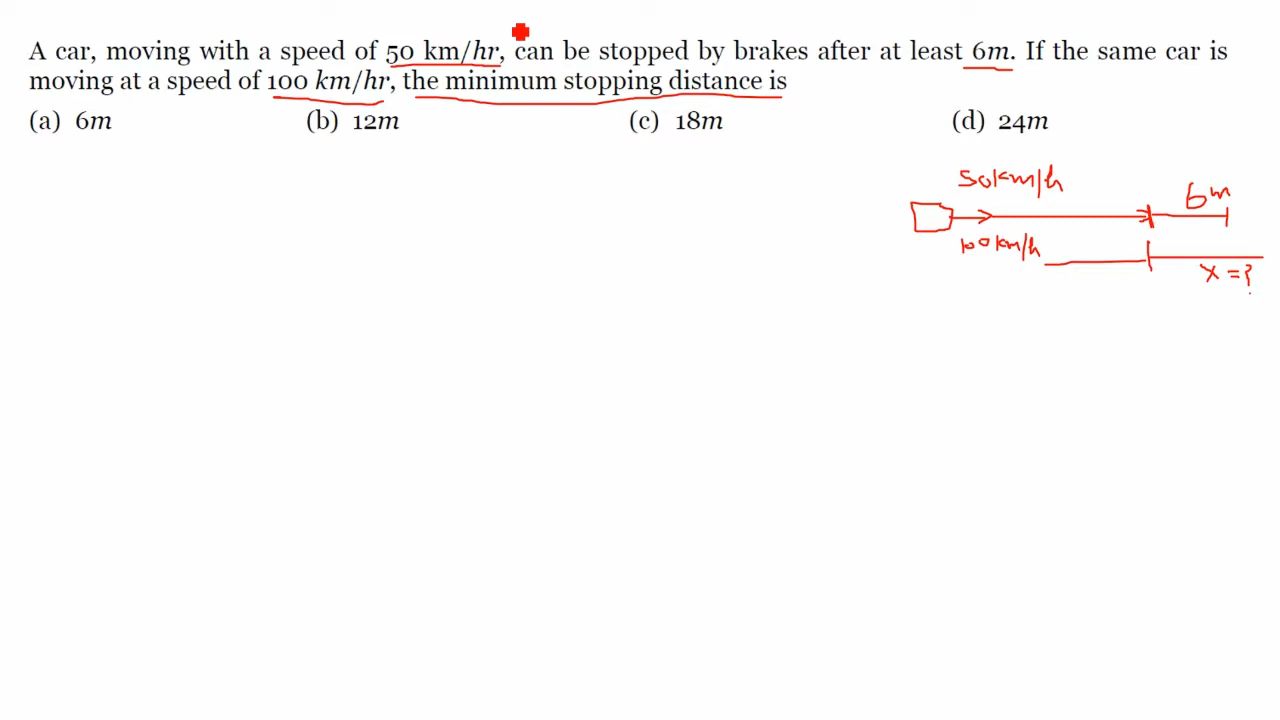 A car, moving with a speed of 50 km/hr, can be stopped by brakes after at least 6m. If the same car is
moving at a speed of 100 km/hr, the minimum stopping distance is
(a) 6m (b) 12m (c) 18m (d) 24m
50km/h
6m
100km/h
x=?